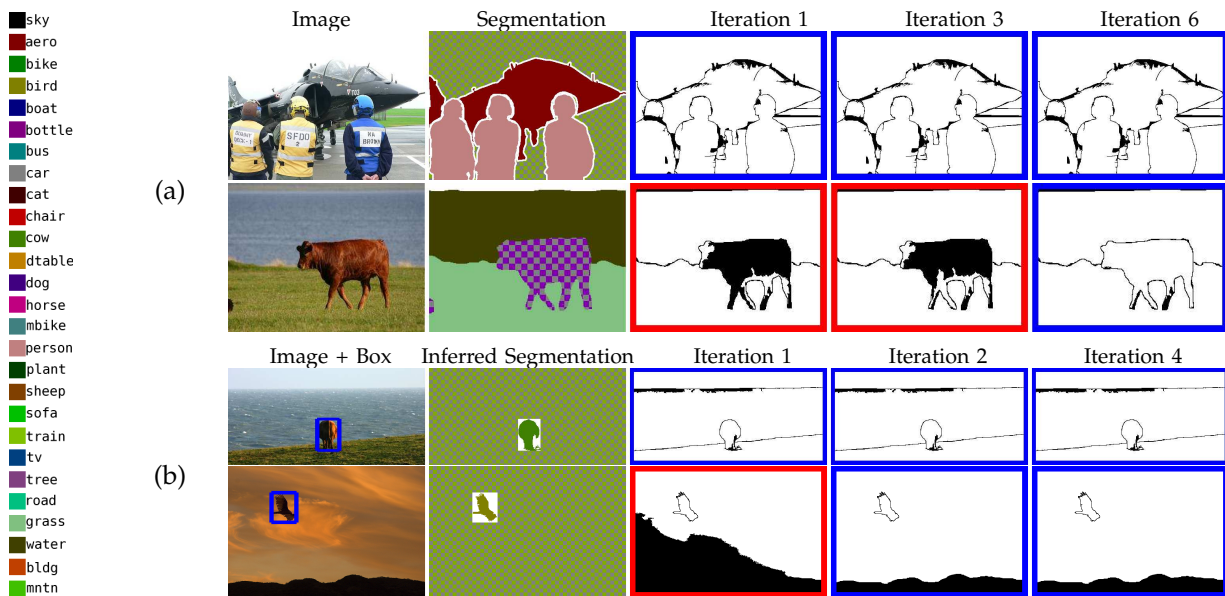 sky
aero
bike
bird
boat
bottle
bus
car
cat
chair
cow
dtable
dog
horse
mbike
person
plant
sheep
sofa
train
tv
tree
road
grass
water
bldg
mntn
Image Segmentation Iteration 1 Iteration 3 Iteration 6
(a)
SFDO
2
Image + Box Inferred Segmentation Iteration 1 Iteration 2 Iteration 4
(b)